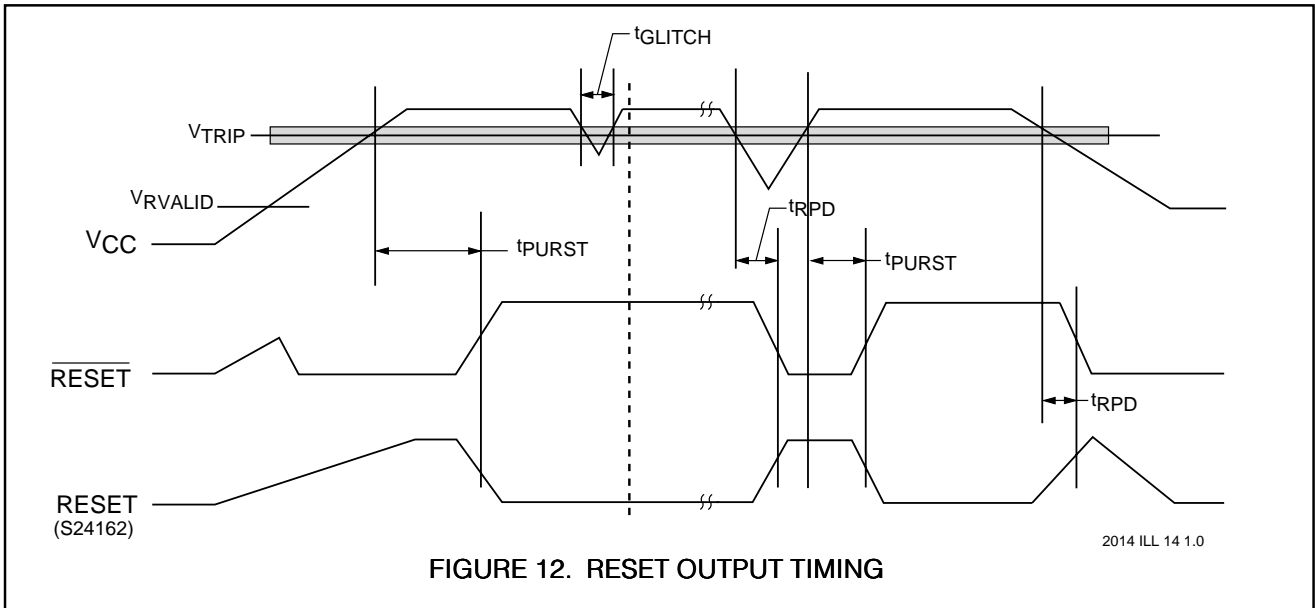 tGLITCH
VTRIP
VRVALID
VCC
tPURST
tRPD
tPURST
RESET
tRPD
RESET
(S24162)
2014 ILL 14 1.0
FIGURE 12. RESET OUTPUT TIMING